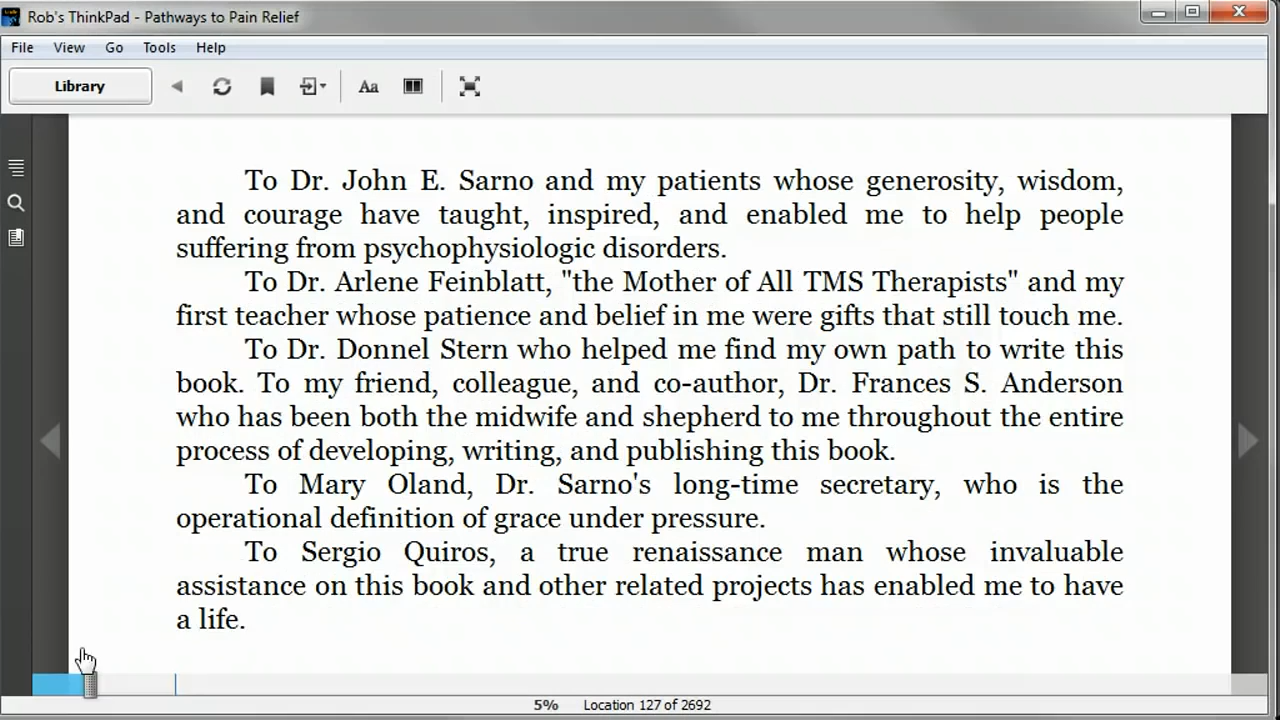 Rob's ThinkPad - Pathways to Pain Relief
File View Go Tools Help
Library
Aa
To Dr. John E. Sarno and my patients whose generosity, wisdom,
and courage have taught, inspired, and enabled me to help people
suffering from psychophysiologic disorders.
To Dr. Arlene Feinblatt, "the Mother of All TMS Therapists" and my
first teacher whose patience and belief in me were gifts that still touch me.
To Dr. Donnel Stern who helped me find my own path to write this
book. To my friend, colleague, and co-author, Dr. Frances S. Anderson
who has been both the midwife and shepherd to me throughout the entire
process of developing, writing, and publishing this book.
To Mary Oland, Dr. Sarno's long-time secretary, who is the
operational definition of grace under pressure.
To Sergio Quiros, a true renaissance man whose invaluable
assistance on this book and other related projects has enabled me to have
a life.
5% Location 127 of 2692